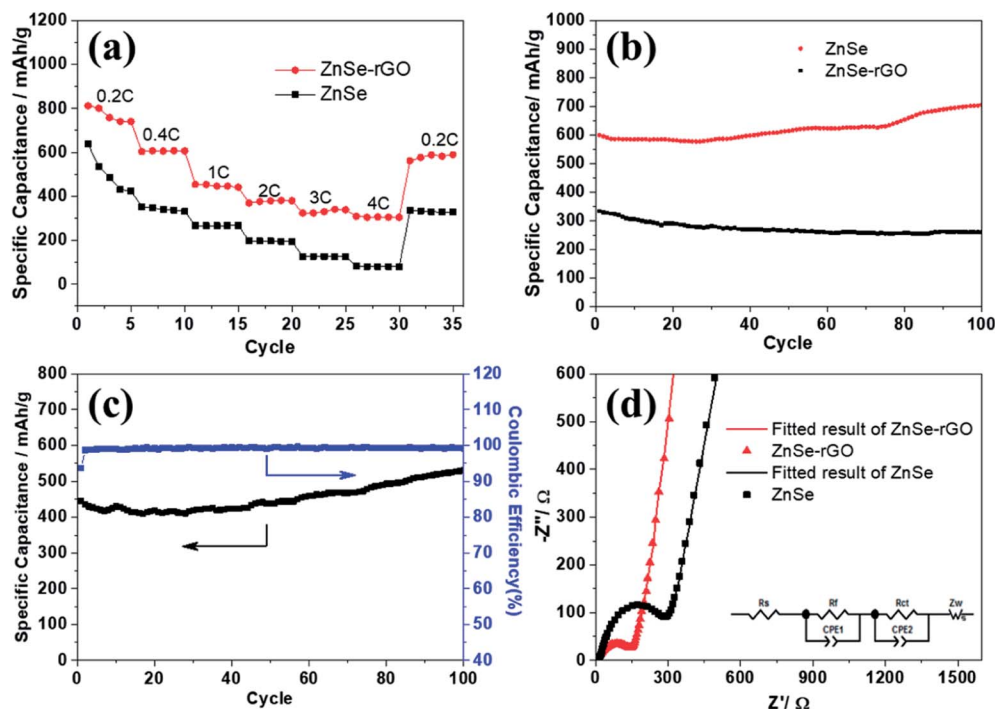 (a)
1200
1000
800
600
400
200
0
Specific Capacitance / mAh/g
ZnSe-rGO
ZnSe
0.2C
0.4C
1C
2C
3C
4C
0.2C
0 5 10 15 20 25 30 35
Cycle
(b)
1000
900
800
700
600
500
400
300
200
100
0
Specific Capacitance/ mAh/g
ZnSe
ZnSe-rGO
0 20 40 60 80 100
Cycle
(c)
800
700
600
500
400
300
200
100
0
Specific Capacitance / mAh/g
120
110
100
90
80
70
60
50
40
Coulombic Efficiency(%)
0 20 40 60 80 100
Cycle
(d)
600
500
400
300
200
100
0
-Z''/ Ω
Fitted result of ZnSe-rGO
ZnSe-rGO
Fitted result of ZnSe
ZnSe
Rs Rf Rct Zw
CPE1 CPE2
0 300 600 900 1200 1500
Z'/ Ω